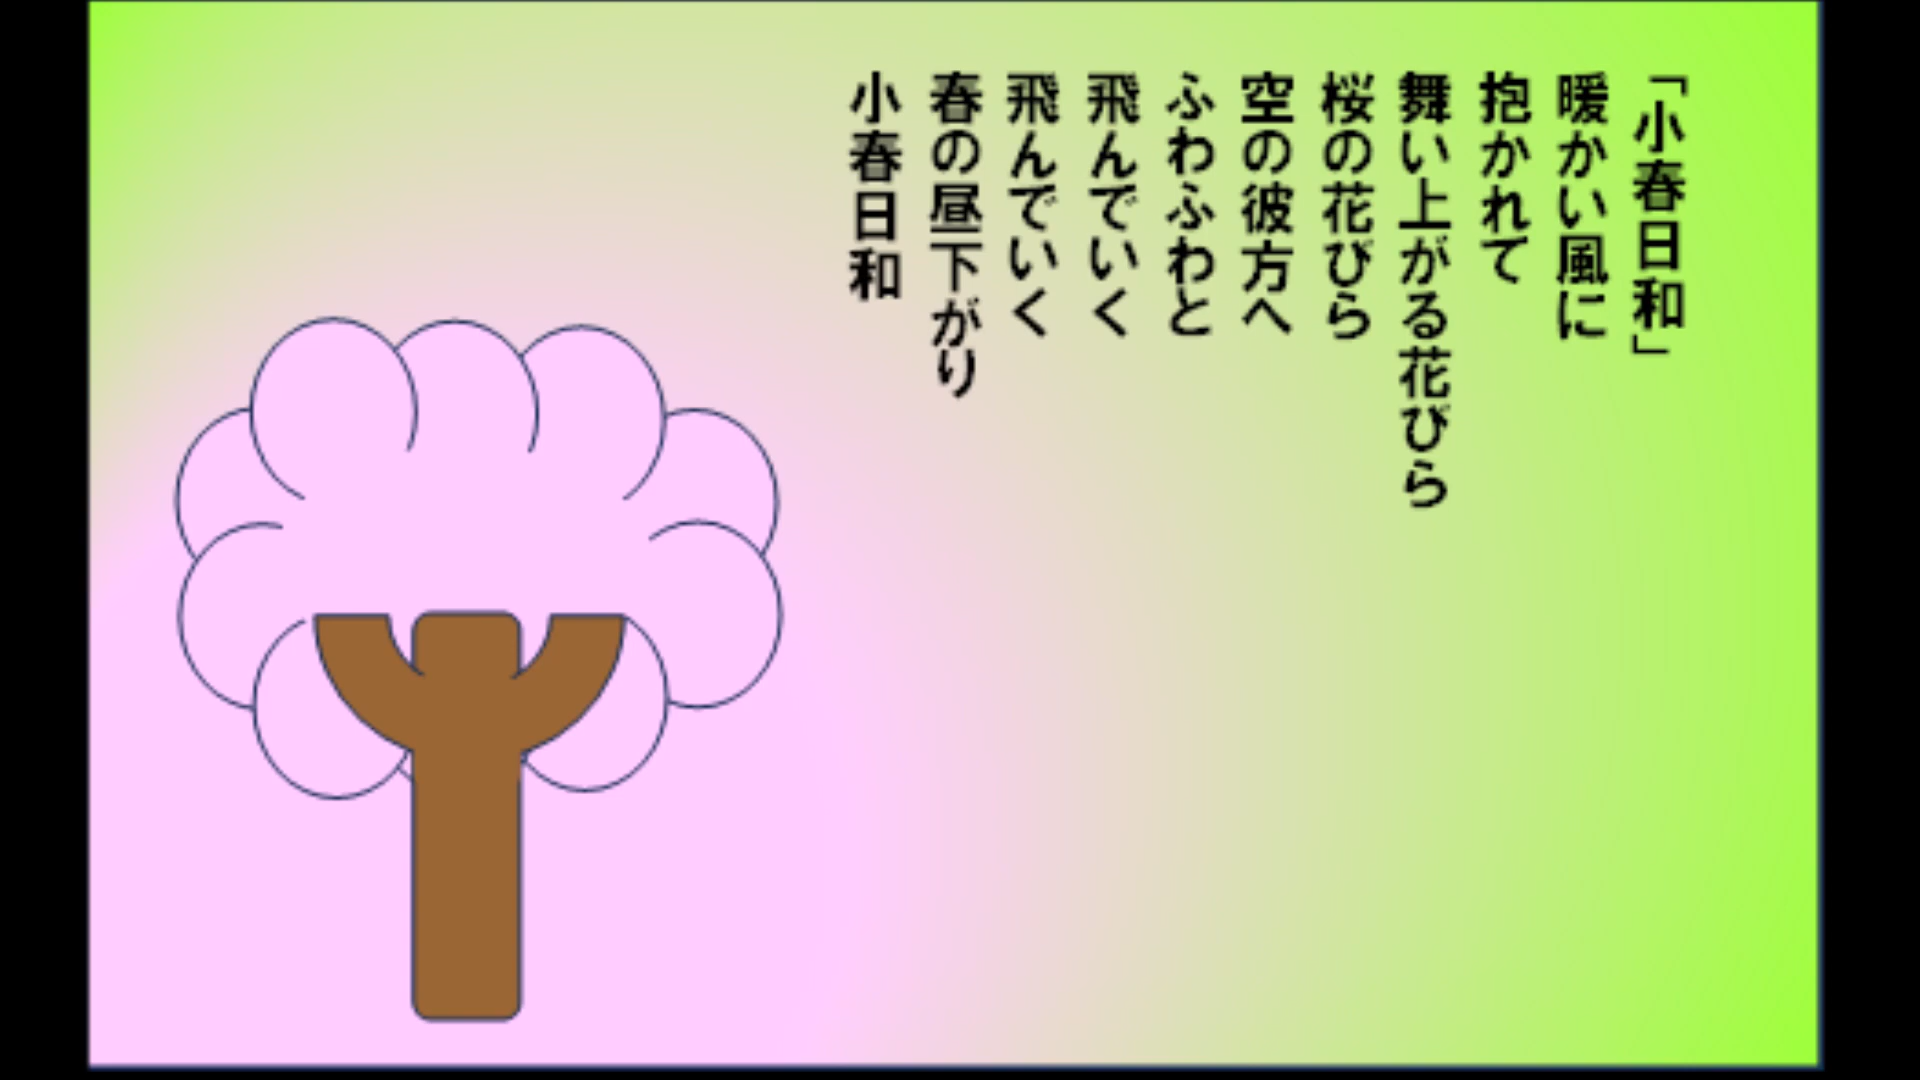 「小春日和」
暖かい風に
抱かれて
舞い上がる花びら
桜の花びら
空の彼方へ
ふわふわと
飛んでいく
飛んでいく
春の昼下がり
小春日和